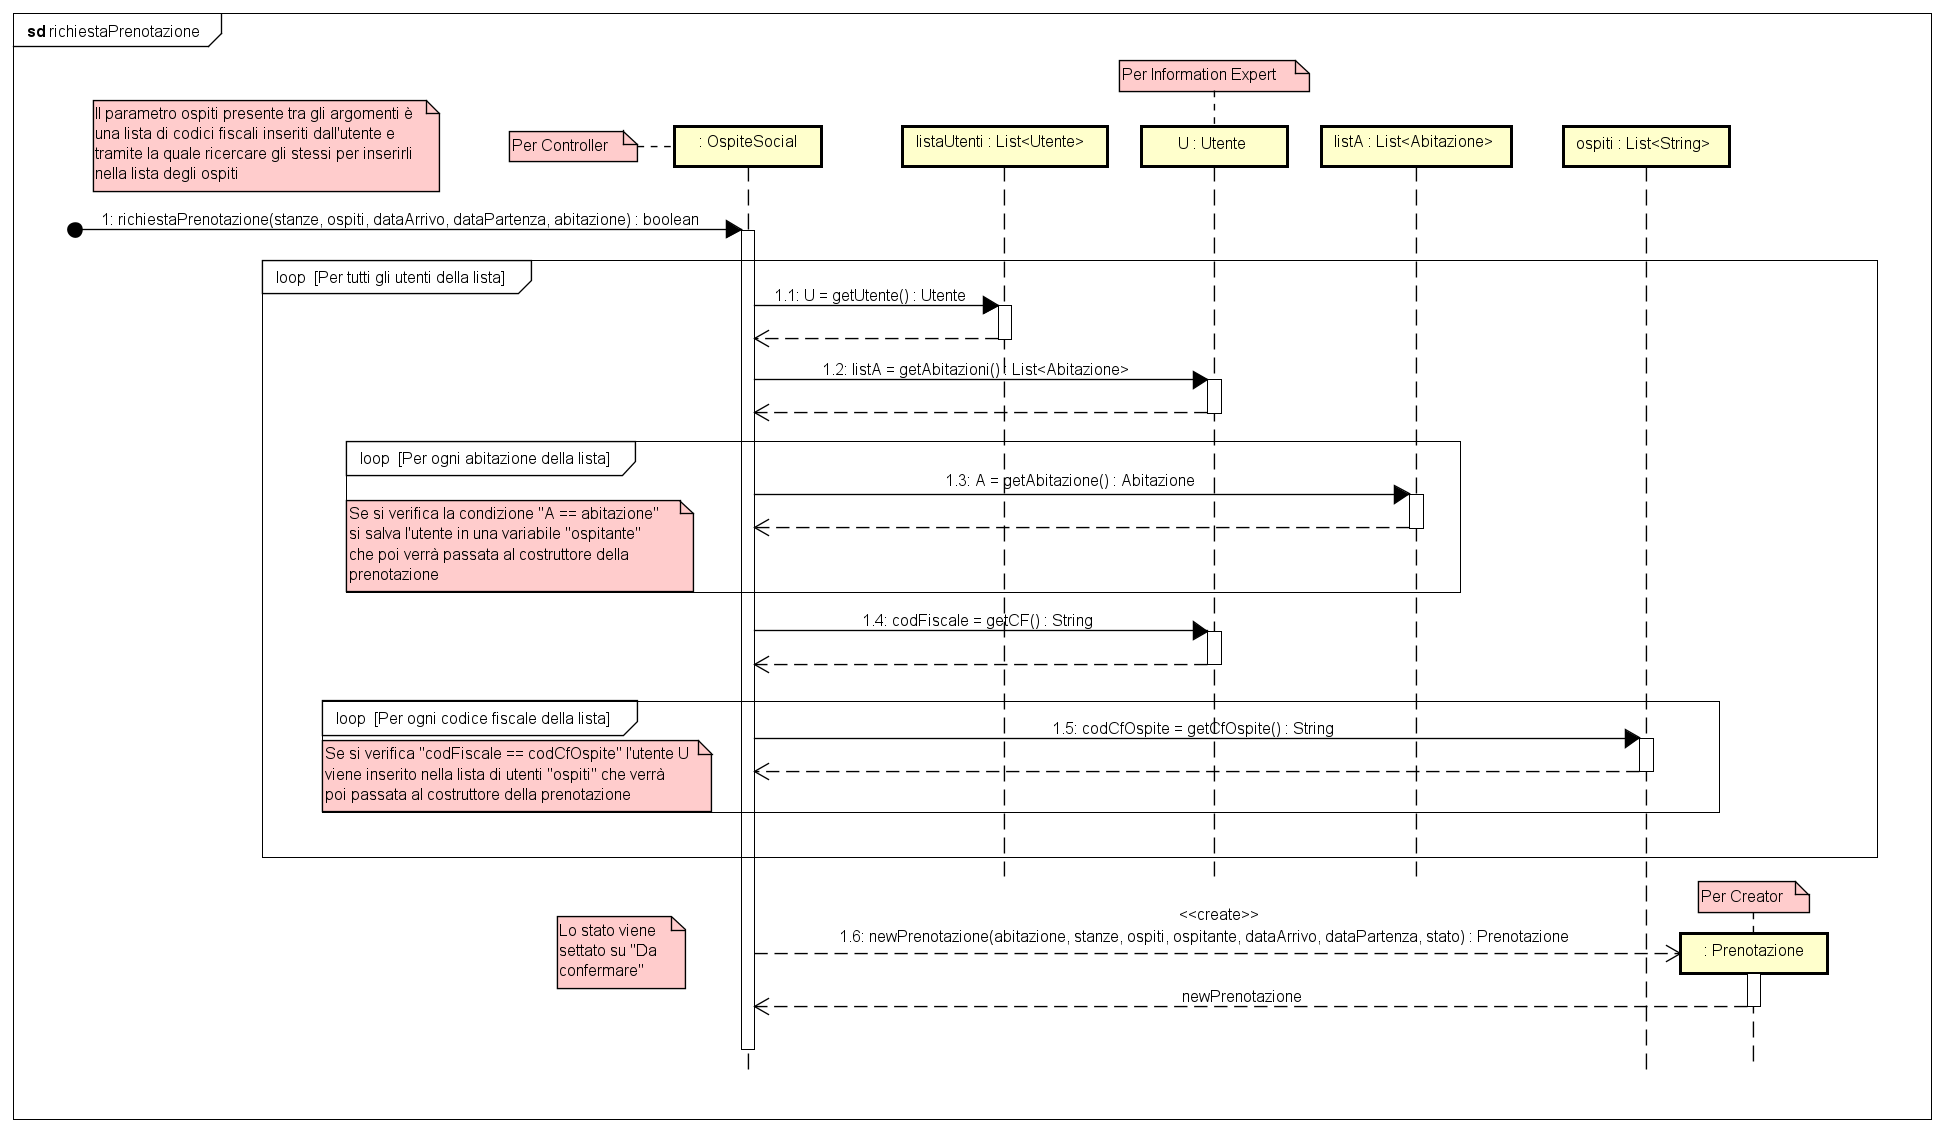 sd richiestaPrenotazione
Per Information Expert
Il parametro ospiti presente tra gli argomenti è
una lista di codici fiscali inseriti dall'utente e
tramite la quale ricercare gli stessi per inserirli
nella lista degli ospiti
Per Controller
: OspiteSocial
listaUtenti : List<Utente>
U : Utente
listA : List<Abitazione>
ospiti : List<String>
1: richiestaPrenotazione(stanze, ospiti, dataArrivo, dataPartenza, abitazione) : boolean
loop [Per tutti gli utenti della lista]
1.1: U = getUtente() : Utente
1.2: listA = getAbitazioni() : List<Abitazione>
loop [Per ogni abitazione della lista]
1.3: A = getAbitazione() : Abitazione
Se si verifica la condizione "A == abitazione"
si salva l'utente in una variabile "ospitante"
che poi verrà passata al costruttore della
prenotazione
1.4: codFiscale = getCF() : String
loop [Per ogni codice fiscale della lista]
1.5: codCfOspite = getCfOspite() : String
Se si verifica "codFiscale == codCfOspite" l'utente U
viene inserito nella lista di utenti "ospiti" che verrà
poi passata al costruttore della prenotazione
Per Creator
Lo stato viene
settato su "Da
confermare"
<<create>>
1.6: newPrenotazione(abitazione, stanze, ospiti, ospitante, dataArrivo, dataPartenza, stato) : Prenotazione
: Prenotazione
newPrenotazione